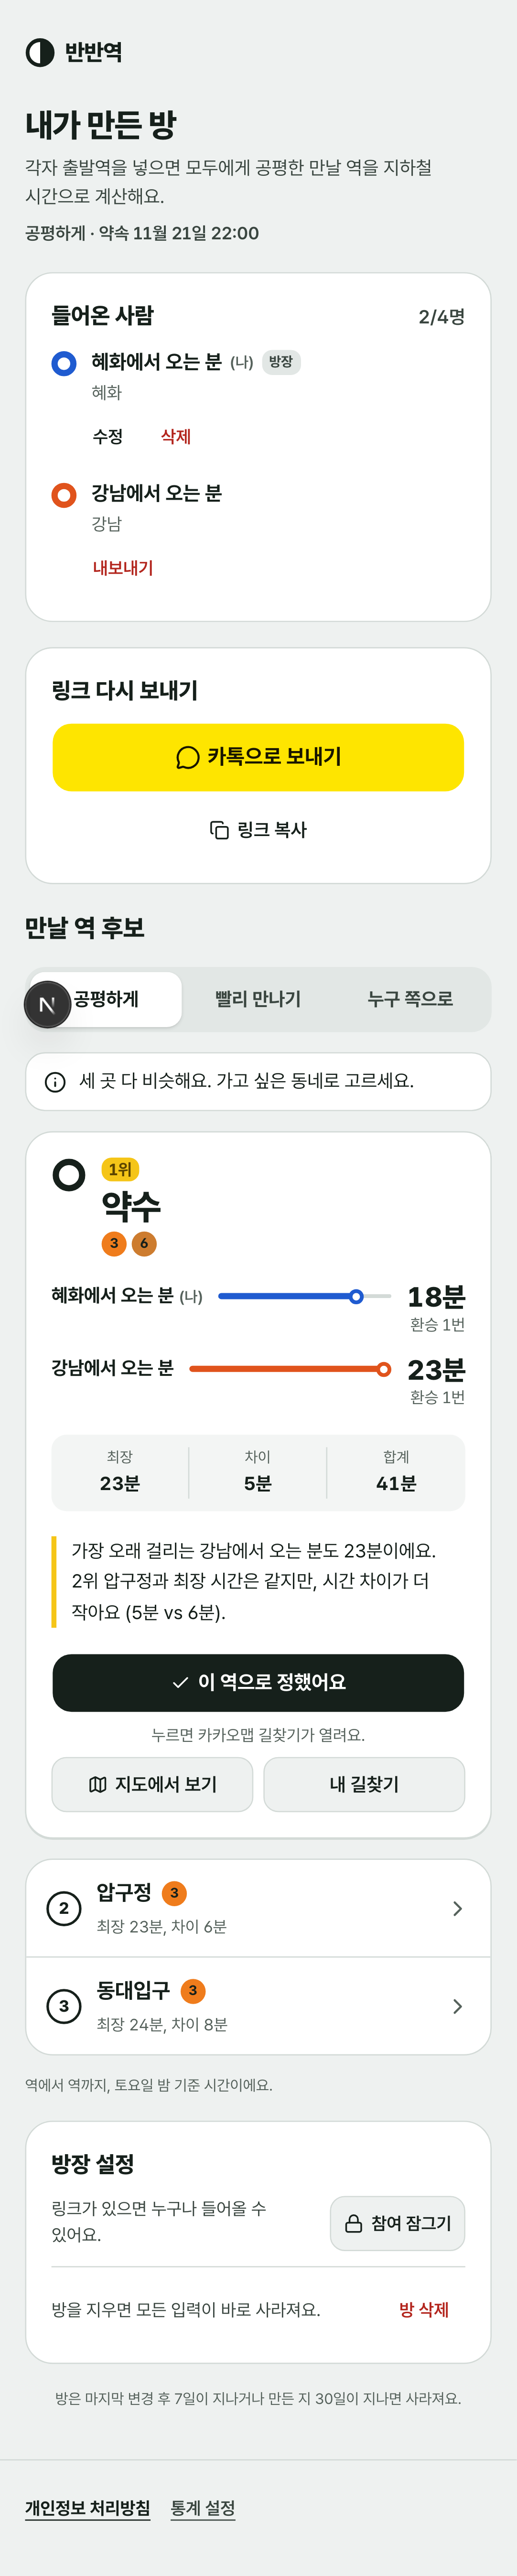 반반역
내가 만든 방
각자 출발역을 넣으면 모두에게 공평한 만날 역을 지하철
시간으로 계산해요.
공평하게 · 약속 11월 21일 22:00
들어온 사람
2/4명
혜화에서 오는 분 (나) 방장
혜화
수정 삭제
강남에서 오는 분
강남
내보내기
링크 다시 보내기
카톡으로 보내기
링크 복사
만날 역 후보
N
공평하게 빨리 만나기 누구 쪽으로
세 곳 다 비슷해요. 가고 싶은 동네로 고르세요.
1위
약수
3 6
혜화에서 오는 분 (나) 18분
환승 1번
강남에서 오는 분 23분
환승 1번
최장 차이 합계
23분 5분 41분
가장 오래 걸리는 강남에서 오는 분도 23분이에요.
2위 압구정과 최장 시간은 같지만, 시간 차이가 더
작아요 (5분 vs 6분).
이 역으로 정했어요
누르면 카카오맵 길찾기가 열려요.
지도에서 보기 내 길찾기
2 압구정 3
최장 23분, 차이 6분
3 동대입구 3
최장 24분, 차이 8분
역에서 역까지, 토요일 밤 기준 시간이에요.
방장 설정
링크가 있으면 누구나 들어올 수
있어요.
참여 잠그기
방을 지우면 모든 입력이 바로 사라져요. 방 삭제
방은 마지막 변경 후 7일이 지나거나 만든 지 30일이 지나면 사라져요.
개인정보 처리방침 통계 설정